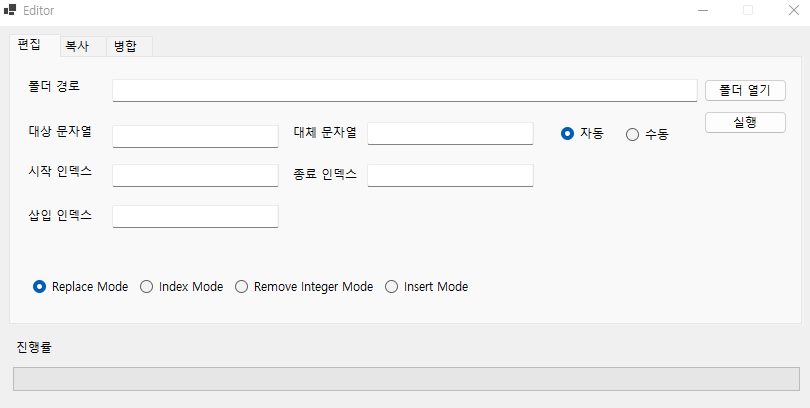 Editor
편집 복사 병합
폴더 경로 폴더 열기
실행
대상 문자열 대체 문자열 자동 수동
시작 인덱스 종료 인덱스
삽입 인덱스
Replace Mode Index Mode Remove Integer Mode Insert Mode
진행률